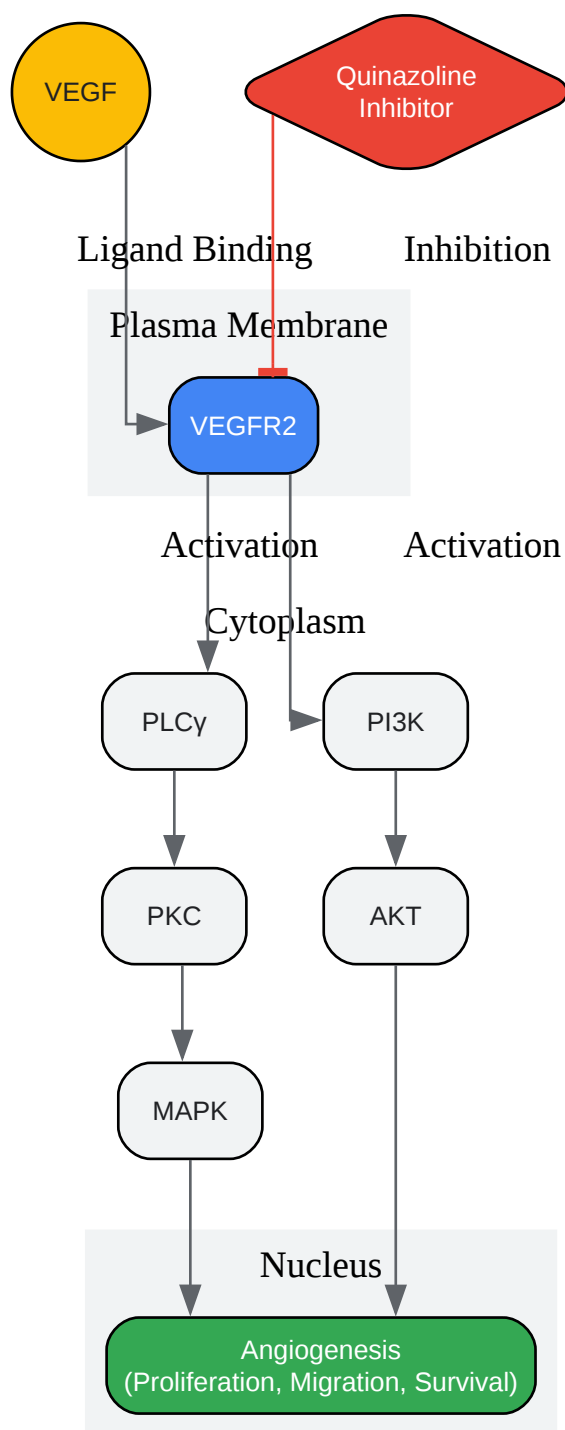 VEGF
Quinazoline
Inhibitor
Ligand Binding
Inhibition
Plasma Membrane
VEGFR2
Activation
Activation
Cytoplasm
PLCγ
PI3K
PKC
AKT
MAPK
Nucleus
Angiogenesis
(Proliferation, Migration, Survival)